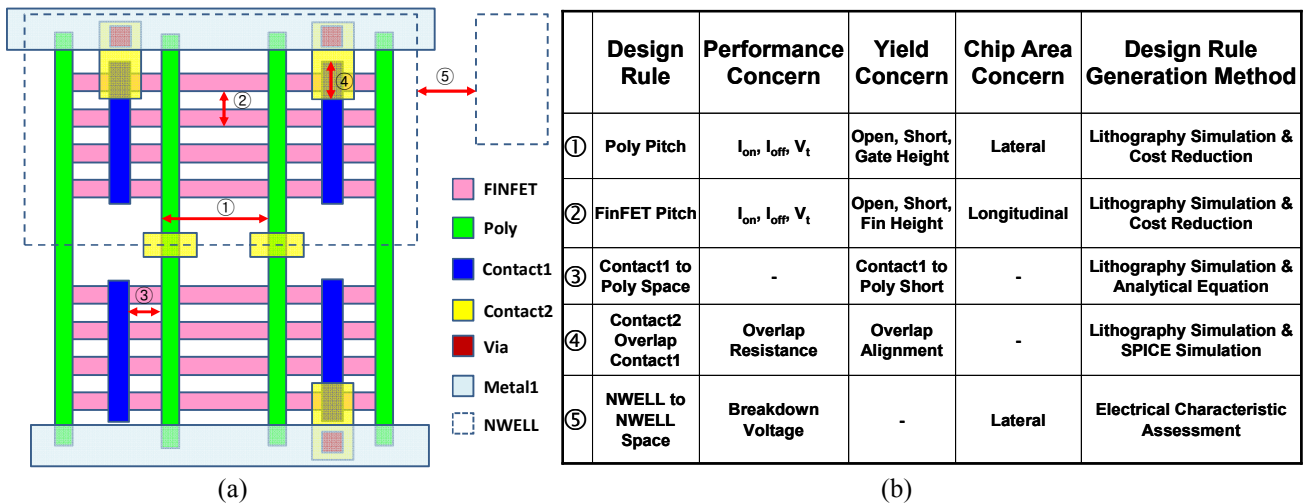 ④
⑤
②
①
③
FINFET
Poly
Contact1
Contact2
Via
Metal1
NWELL
(a)
Design Rule
Performance Concern
Yield Concern
Chip Area Concern
Design Rule Generation Method
①
Poly Pitch
Ion, Ioff, Vt
Open, Short,
Gate Height
Lateral
Lithography Simulation &
Cost Reduction
②
FinFET Pitch
Ion, Ioff, Vt
Open, Short,
Fin Height
Longitudinal
Lithography Simulation &
Cost Reduction
③
Contact1 to
Poly Space
-
Contact1 to
Poly Short
-
Lithography Simulation &
Analytical Equation
④
Contact2
Overlap
Contact1
Overlap
Resistance
Overlap
Alignment
-
Lithography Simulation &
SPICE Simulation
⑤
NWELL to
NWELL
Space
Breakdown
Voltage
-
Lateral
Electrical Characteristic
Assessment
(b)